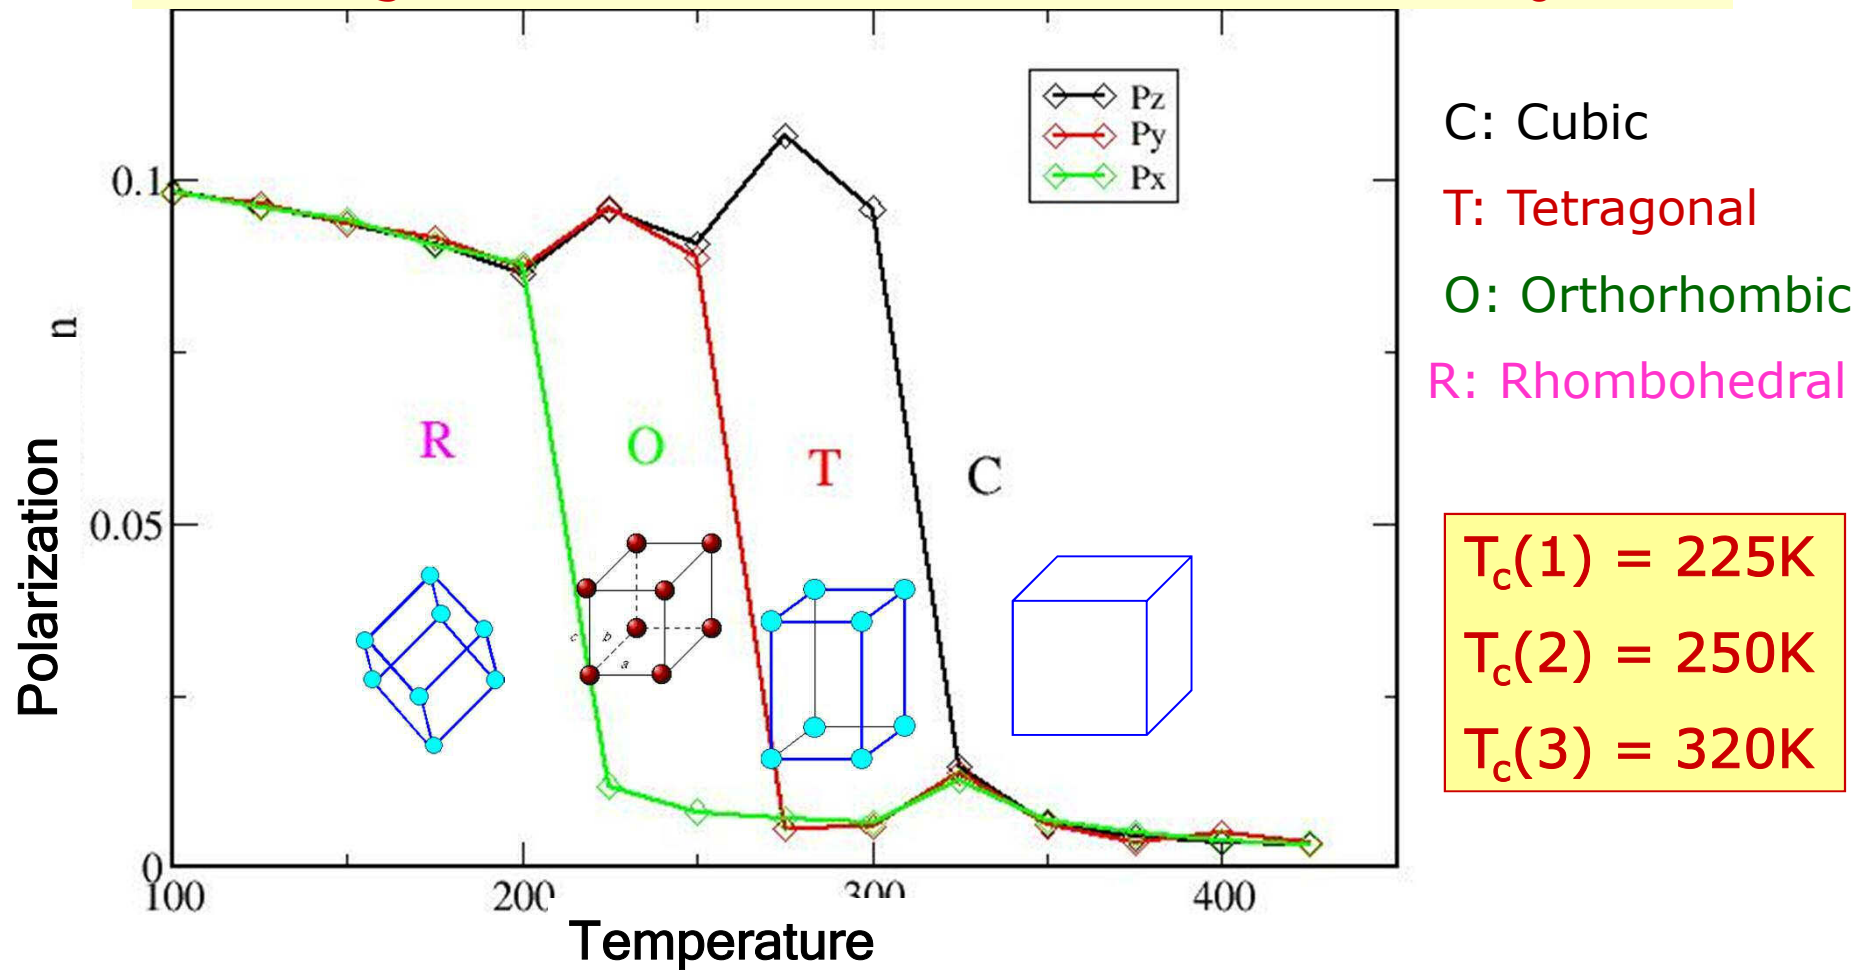 Pz
Py
Px
0.1
0.05
0
n
Polarization
R
O
T
C
c
b
a
100
200
300
400
Temperature
C: Cubic
T: Tetragonal
O: Orthorhombic
R: Rhombohedral
Tc(1) = 225K
Tc(2) = 250K
Tc(3) = 320K